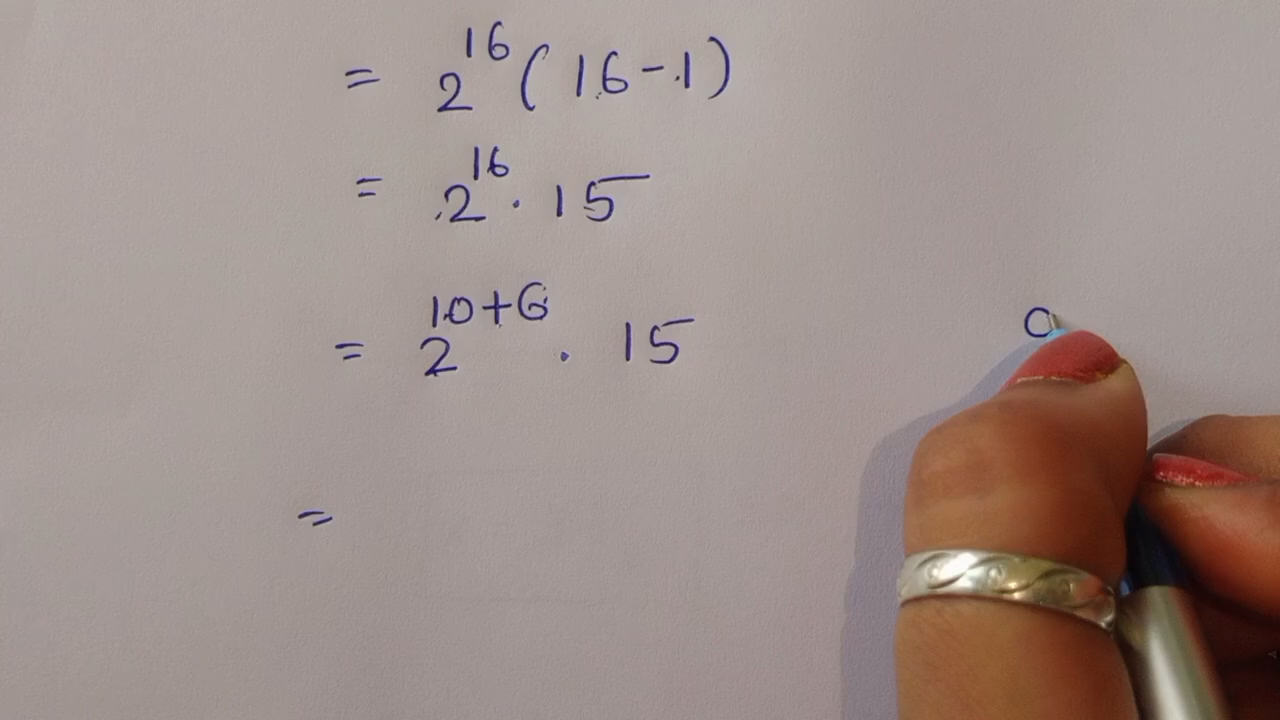 = 2^16 (16-1)
= 2^16 · 15
= 2^10+6 · 15
a
=